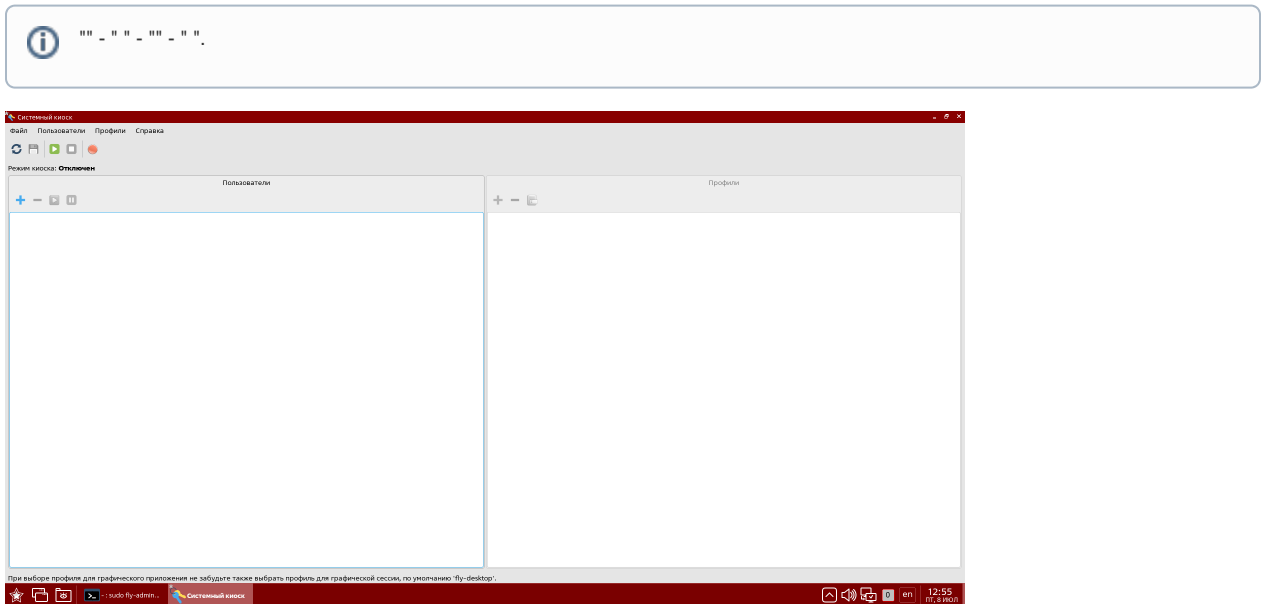 "" - " " - "" - " ".
Системный киоск
Файл Пользователи Профили Справка
Режим киоска: Отключен
Пользователи
Профили
При выборе профиля для графического приложения не забудьте также выбрать профиль для графической сессии, по умолчанию 'fly-desktop'.
- : sudo fly-admin...
Системный киоск
0
en
12:55
ПТ, 8 ИЮЛ